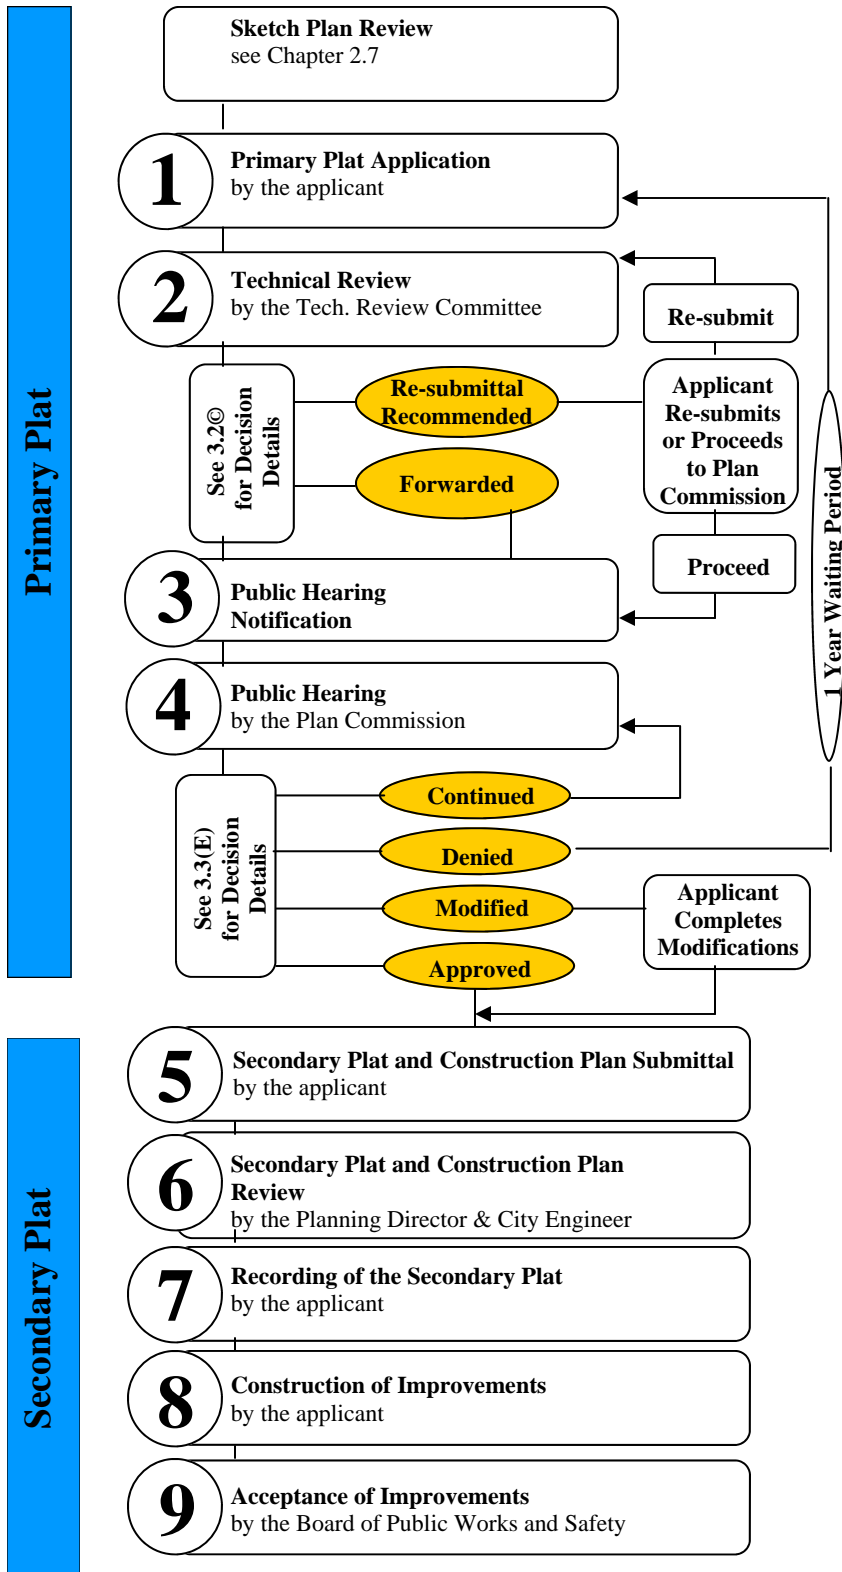 Primary Plat
Sketch Plan Review
see Chapter 2.7
1
Primary Plat Application
by the applicant
2
Technical Review
by the Tech. Review Committee
Re-submit
See 3.2©
for Decision
Details
Re-submittal
Recommended
Forwarded
Applicant
Re-submits
or Proceeds
to Plan
Commission
Proceed
1 Year Waiting Period
3
Public Hearing
Notification
4
Public Hearing
by the Plan Commission
See 3.3(E)
for Decision
Details
Continued
Denied
Modified
Approved
Applicant
Completes
Modifications
Secondary Plat
5
Secondary Plat and Construction Plan Submittal
by the applicant
6
Secondary Plat and Construction Plan
Review
by the Planning Director & City Engineer
7
Recording of the Secondary Plat
by the applicant
8
Construction of Improvements
by the applicant
9
Acceptance of Improvements
by the Board of Public Works and Safety